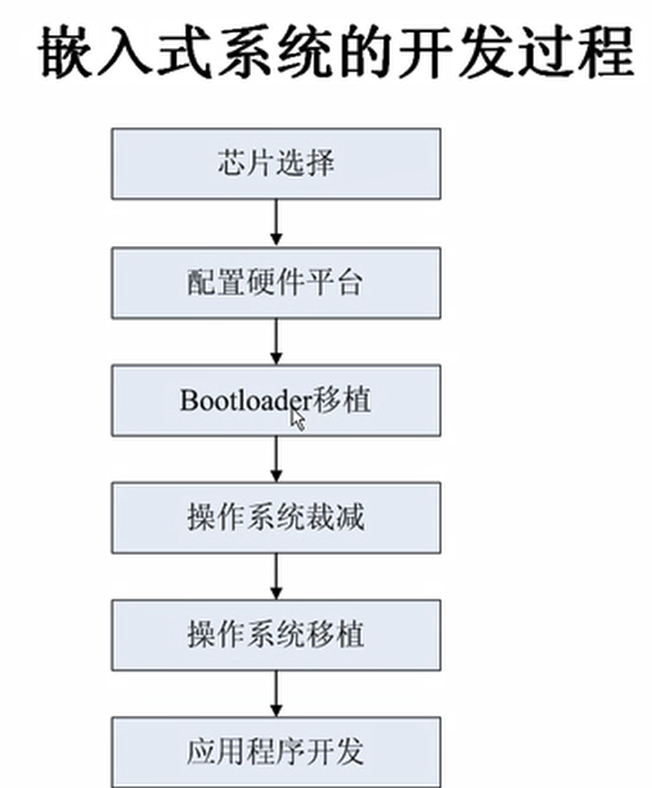 嵌入式系统的开发过程
芯片选择
配置硬件平台
Bootloader移植
操作系统裁减
操作系统移植
应用程序开发